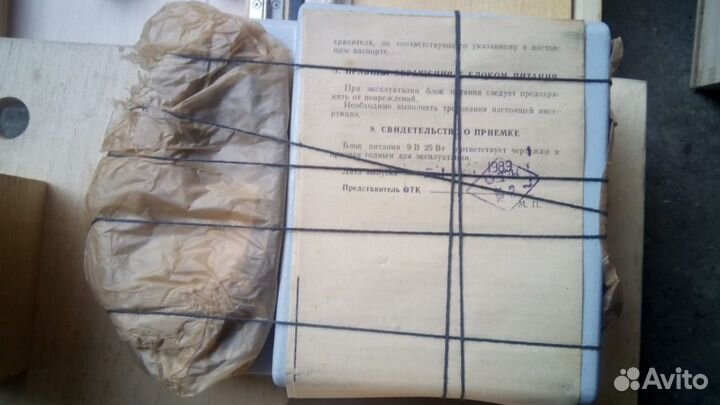 хранителя, не соответствующего указанному в настоя-
щем паспорте.
7. ПРАВИЛА ОБРАЩЕНИЯ С БЛОКОМ ПИТАНИЯ
При эксплуатации блок питания следует предохра-
нять от повреждений.
Необходимо выполнять требования настоящей инст-
рукции.
8. СВИДЕТЕЛЬСТВО О ПРИЕМКЕ
Блок питания 9 В 25 Вт соответствует чертежам и
признан годным для эксплуатации.
Дата выпуска
1983
Представитель ОТК
М. П.
Avito